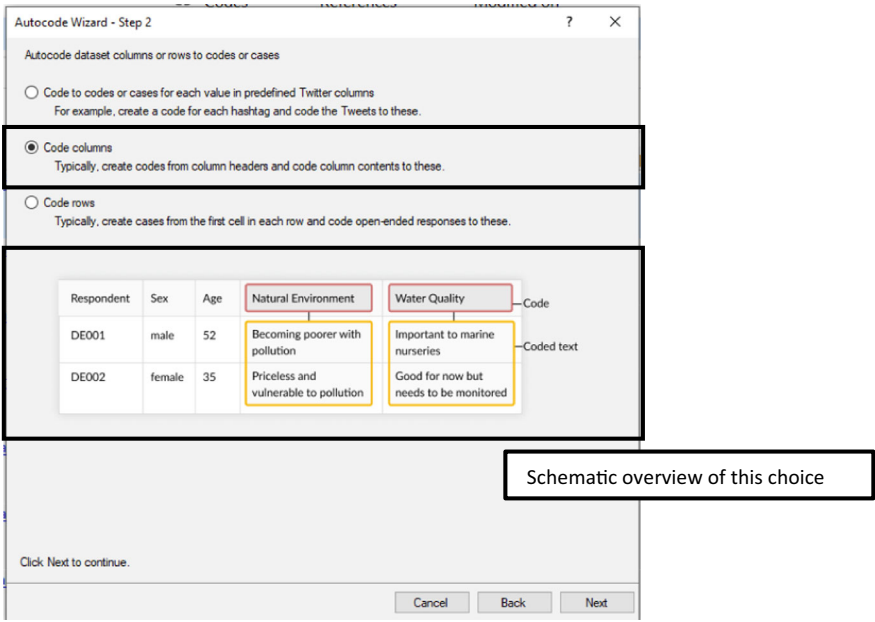 Codes References Modified on
Autocode Wizard - Step 2 ? ×
Autocode dataset columns or rows to codes or cases
Code to codes or cases for each value in predefined Twitter columns
For example, create a code for each hashtag and code the Tweets to these.
Code columns
Typically, create codes from column headers and code column contents to these.
Code rows
Typically, create cases from the first cell in each row and code open-ended responses to these.
Respondent Sex Age Natural Environment Water Quality Code
DE001 male 52 Becoming poorer with Important to marine
pollution nurseries Coded text
DE002 female 35 Priceless and Good for now but
vulnerable to pollution needs to be monitored
Schematic overview of this choice
Click Next to continue.
Cancel Back Next